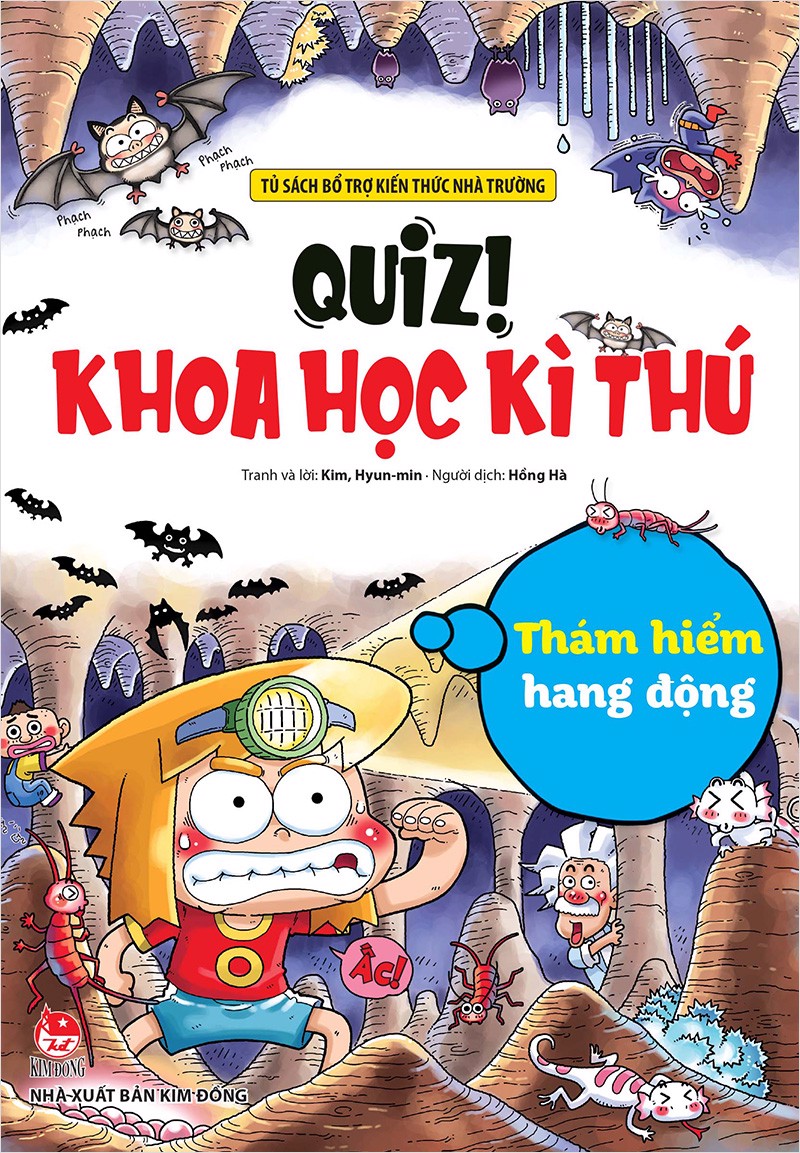 Phạch
phạch
Phạch
phạch
TỦ SÁCH BỔ TRỢ KIẾN THỨC NHÀ TRƯỜNG
QUIZ!
KHOA HỌC KÌ THÚ
Tranh và lời: Kim, Hyun-min · Người dịch: Hồng Hà
Thám hiểm
hang động
Ặc!
KIM ĐỒNG
NHÀ XUẤT BẢN KIM ĐỒNG